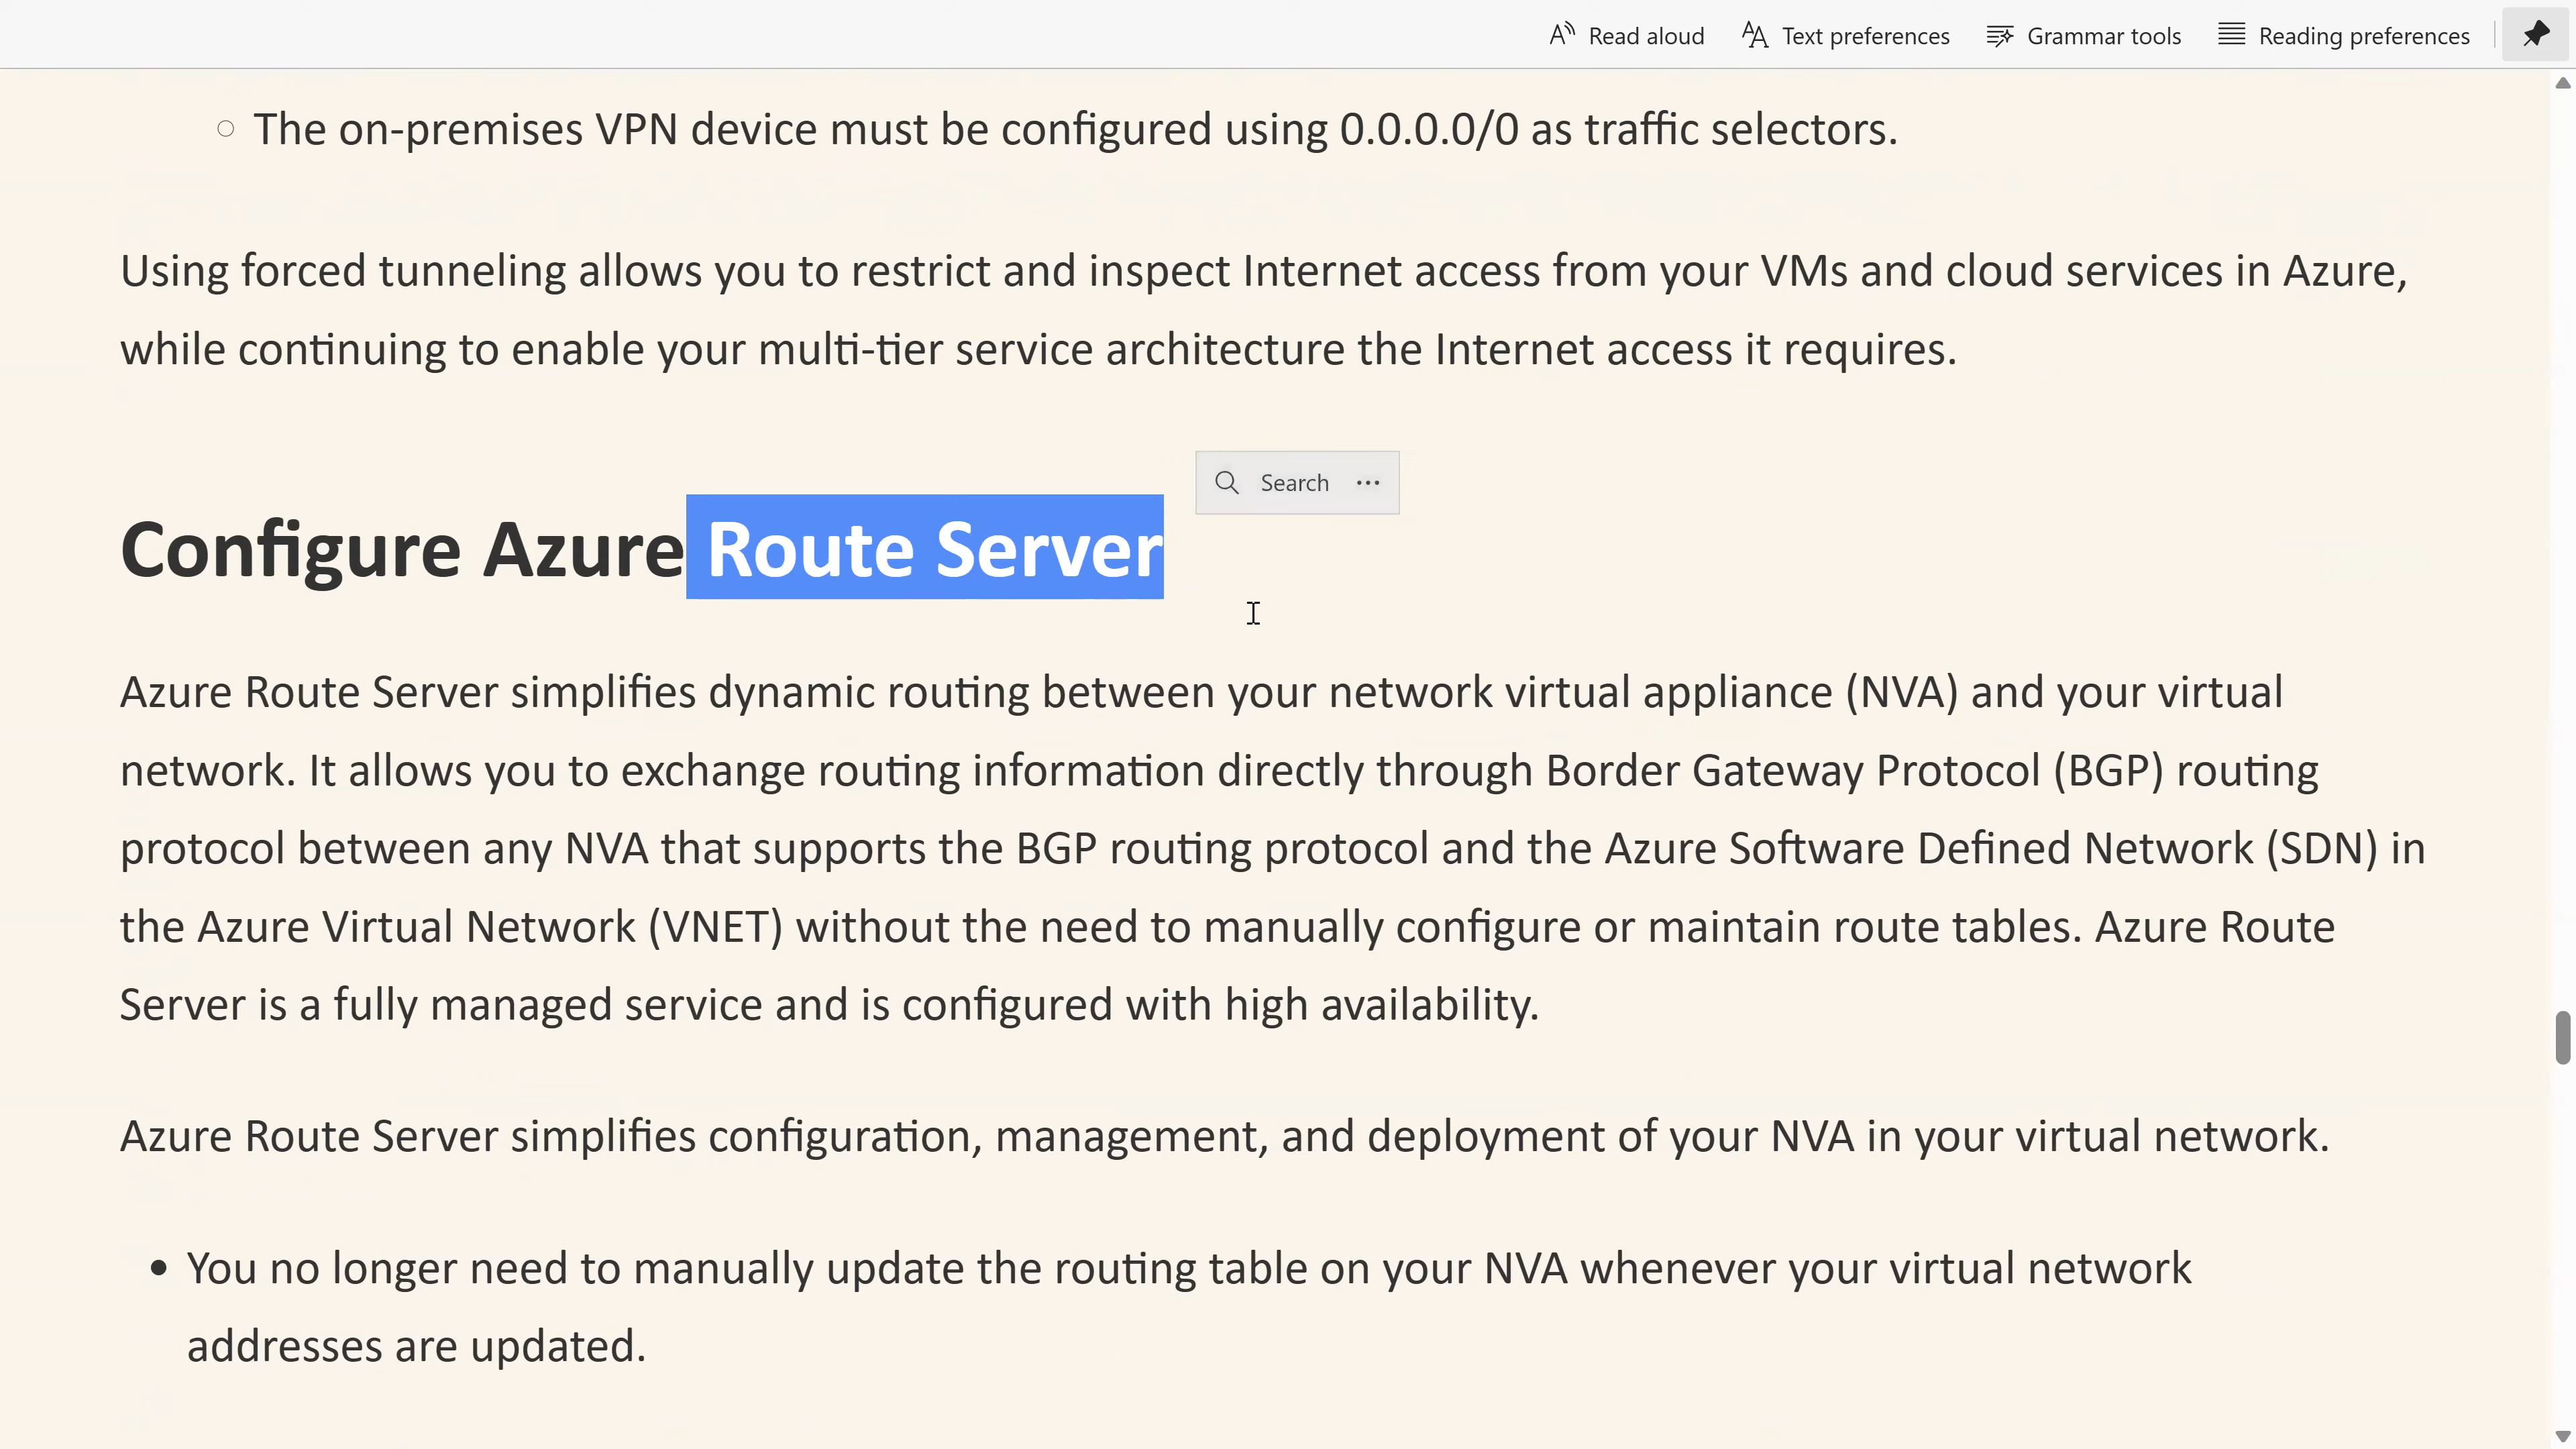 Read aloud
Text preferences
Grammar tools
Reading preferences
The on-premises VPN device must be configured using 0.0.0.0/0 as traffic selectors.
Using forced tunneling allows you to restrict and inspect Internet access from your VMs and cloud services in Azure,
while continuing to enable your multi-tier service architecture the Internet access it requires.
Search
Configure Azure Route Server
Azure Route Server simplifies dynamic routing between your network virtual appliance (NVA) and your virtual
network. It allows you to exchange routing information directly through Border Gateway Protocol (BGP) routing
protocol between any NVA that supports the BGP routing protocol and the Azure Software Defined Network (SDN) in
the Azure Virtual Network (VNET) without the need to manually configure or maintain route tables. Azure Route
Server is a fully managed service and is configured with high availability.
Azure Route Server simplifies configuration, management, and deployment of your NVA in your virtual network.
You no longer need to manually update the routing table on your NVA whenever your virtual network
addresses are updated.